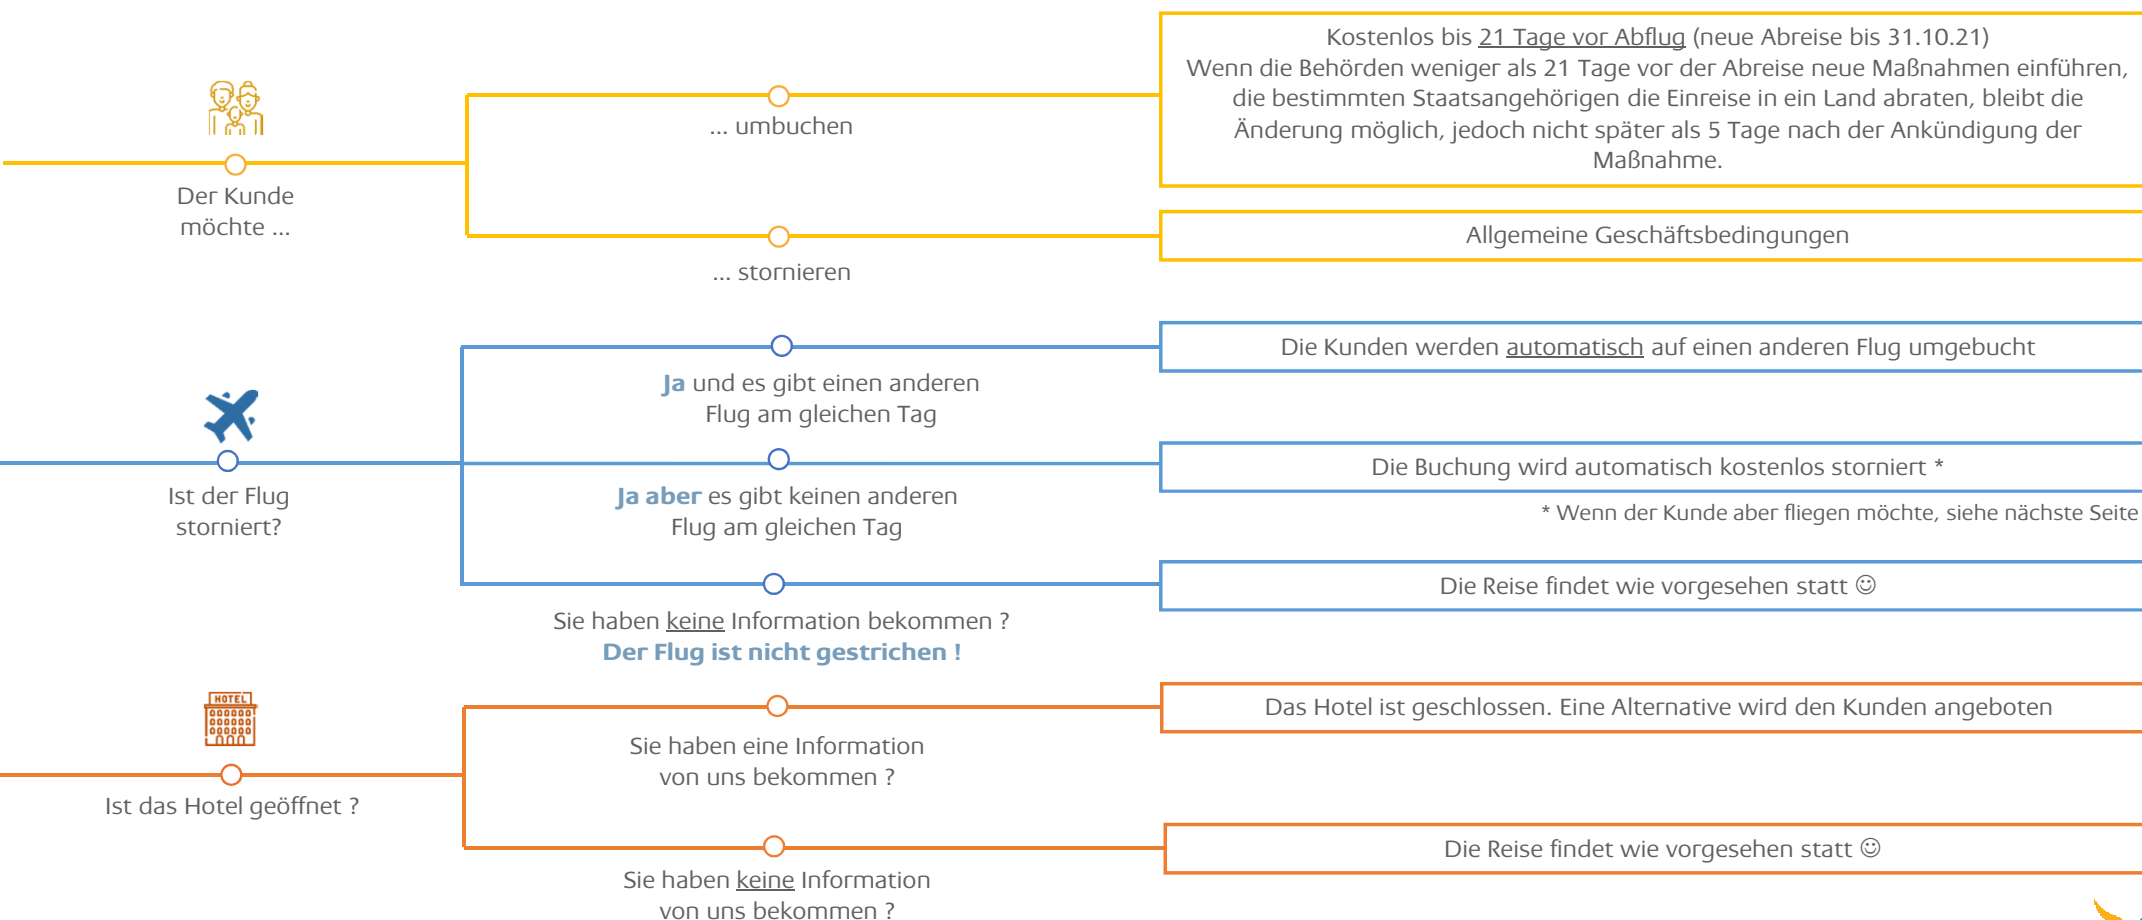 Kostenlos bis 21 Tage vor Abflug (neue Abreise bis 31.10.21)
Wenn die Behörden weniger als 21 Tage vor der Abreise neue Maßnahmen einführen,
die bestimmten Staatsangehörigen die Einreise in ein Land abraten, bleibt die
Änderung möglich, jedoch nicht später als 5 Tage nach der Ankündigung der
Maßnahme.
... umbuchen
Der Kunde
möchte ...
Allgemeine Geschäftsbedingungen
... stornieren
Die Kunden werden automatisch auf einen anderen Flug umgebucht
Ja und es gibt einen anderen
Flug am gleichen Tag
Die Buchung wird automatisch kostenlos storniert *
Ist der Flug
storniert?
Ja aber es gibt keinen anderen
Flug am gleichen Tag
* Wenn der Kunde aber fliegen möchte, siehe nächste Seite
Die Reise findet wie vorgesehen statt ☺
Sie haben keine Information bekommen ?
Der Flug ist nicht gestrichen !
HOTEL
Das Hotel ist geschlossen. Eine Alternative wird den Kunden angeboten
Sie haben eine Information
von uns bekommen ?
Ist das Hotel geöffnet ?
Die Reise findet wie vorgesehen statt ☺
Sie haben keine Information
von uns bekommen ?